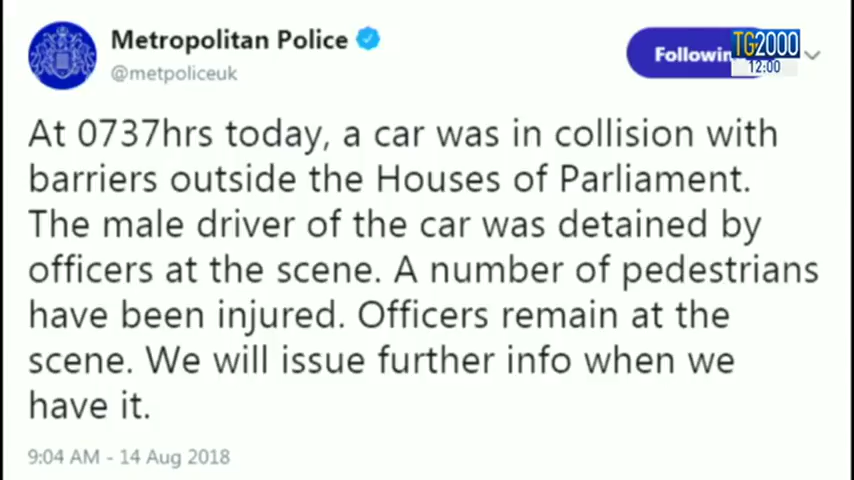 Metropolitan Police
@metpoliceuk
Followin
TG2000
12:00
At 0737hrs today, a car was in collision with
barriers outside the Houses of Parliament.
The male driver of the car was detained by
officers at the scene. A number of pedestrians
have been injured. Officers remain at the
scene. We will issue further info when we
have it.
9:04 AM - 14 Aug 2018